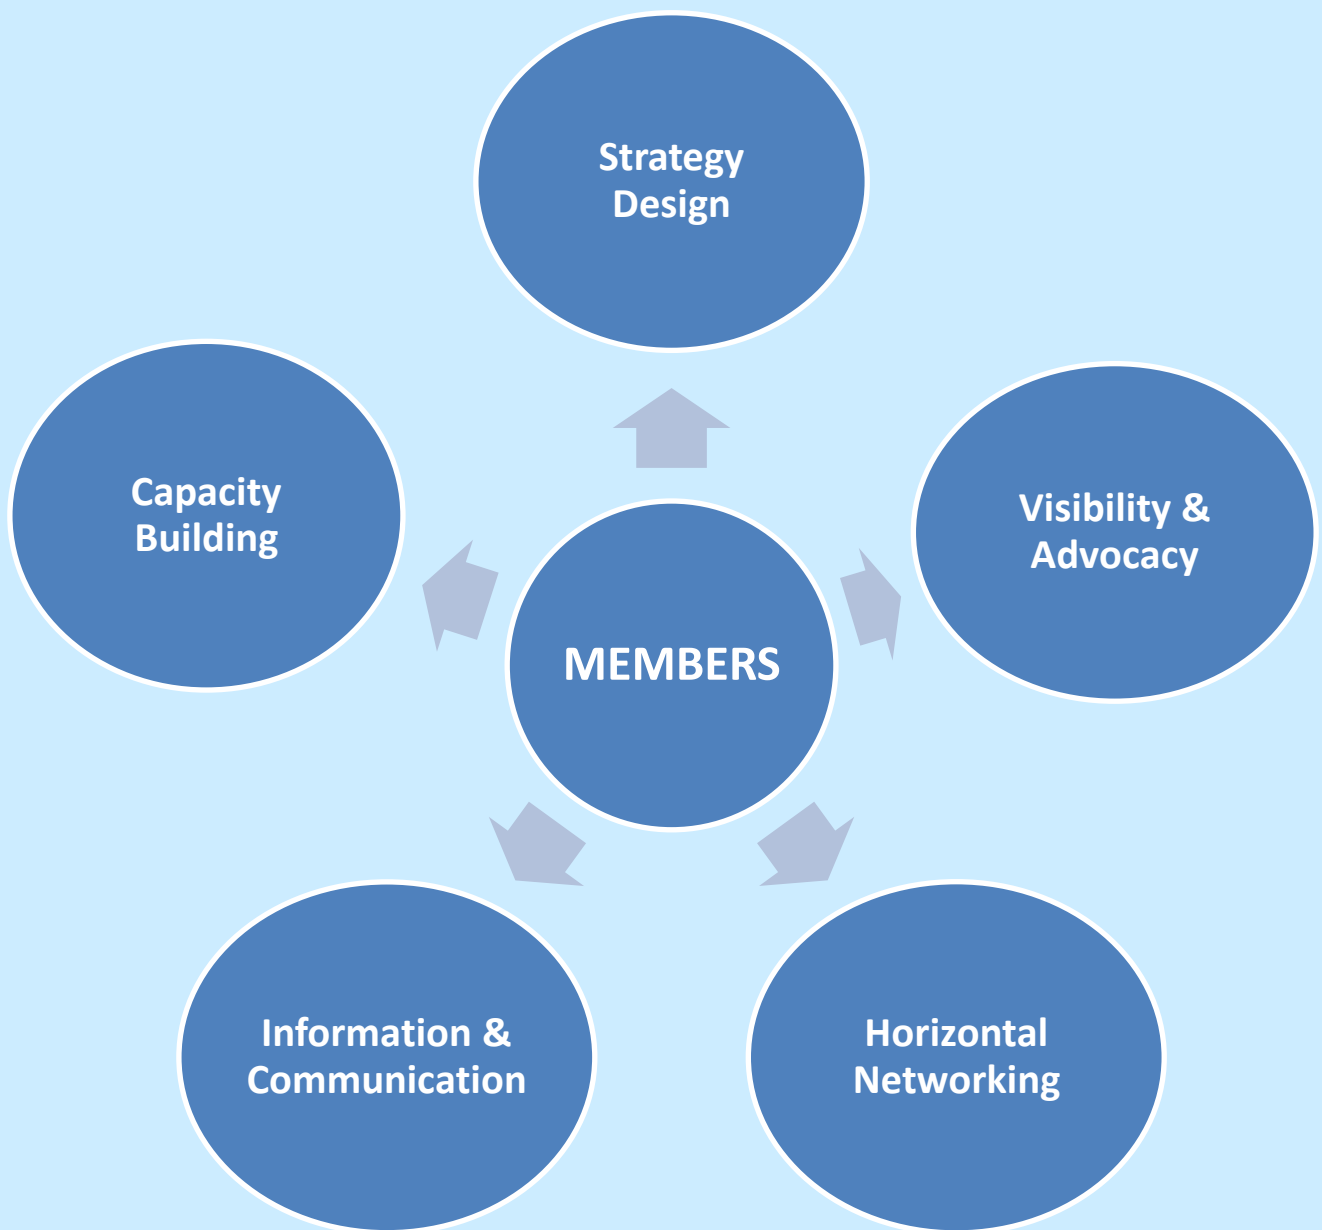 Strategy
Design
Capacity
Building
Visibility &
Advocacy
MEMBERS
Information &
Communication
Horizontal
Networking